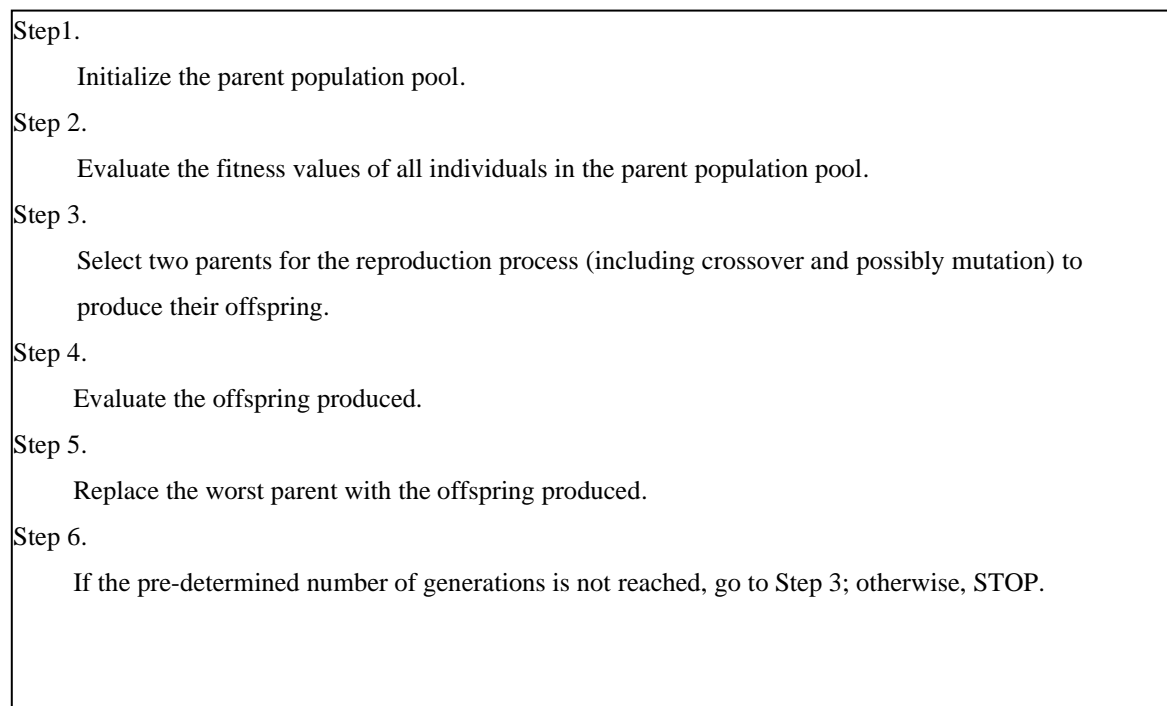 Step1.
Initialize the parent population pool.
Step 2.
Evaluate the fitness values of all individuals in the parent population pool.
Step 3.
Select two parents for the reproduction process (including crossover and possibly mutation) to
produce their offspring.
Step 4.
Evaluate the offspring produced.
Step 5.
Replace the worst parent with the offspring produced.
Step 6.
If the pre-determined number of generations is not reached, go to Step 3; otherwise, STOP.